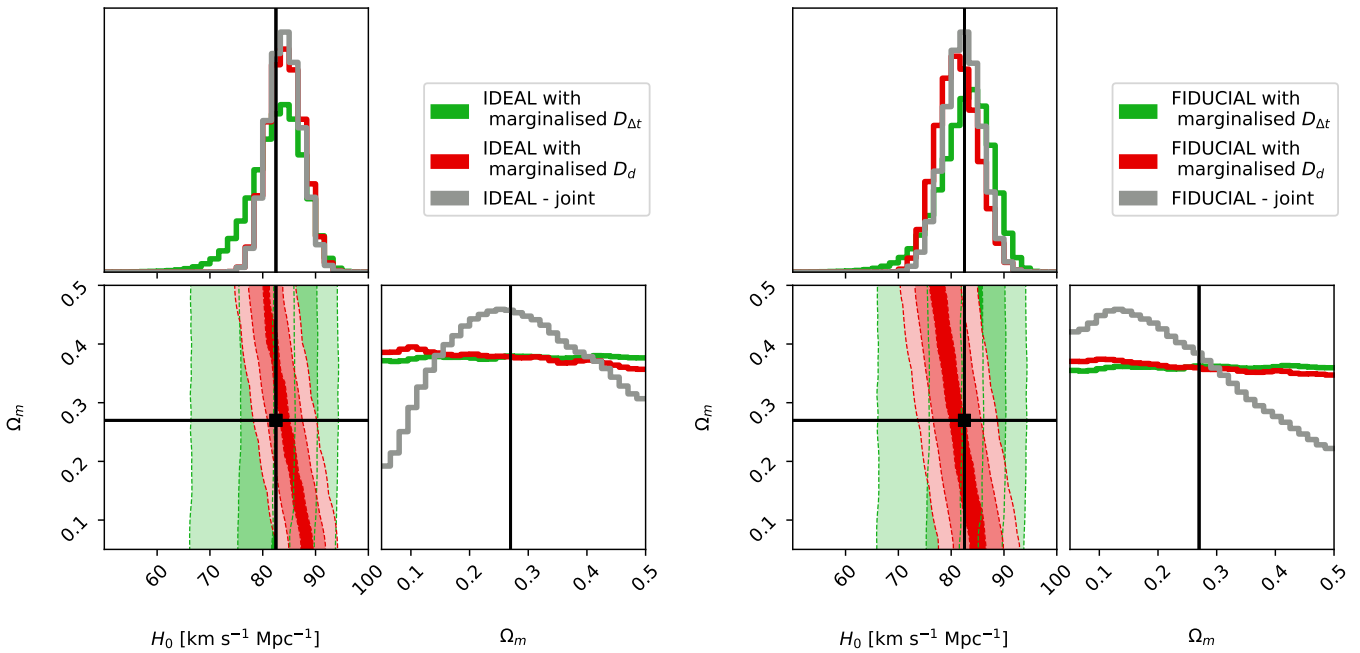 IDEAL with
marginalised D_{Δt}
IDEAL with
marginalised D_d
IDEAL - joint
FIDUCIAL with
marginalised D_{Δt}
FIDUCIAL with
marginalised D_d
FIDUCIAL - joint
0.5
0.4
0.3
0.2
0.1
Ω_m
60
70
80
90
100
H_0 [km s^{−1} Mpc^{−1}]
0.1
0.2
0.3
0.4
0.5
Ω_m
0.5
0.4
0.3
0.2
0.1
Ω_m
60
70
80
90
100
H_0 [km s^{−1} Mpc^{−1}]
0.1
0.2
0.3
0.4
0.5
Ω_m